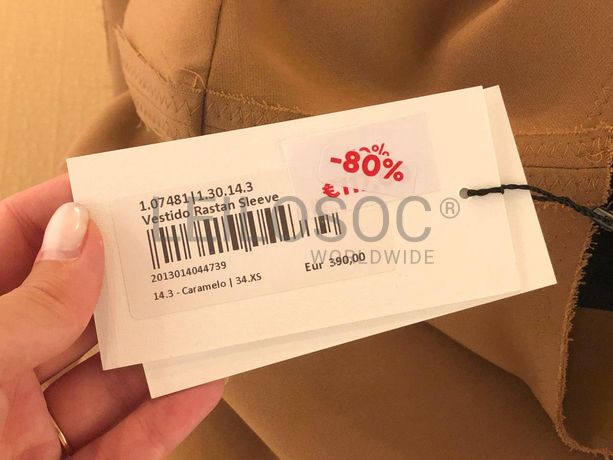 -80%
1.07481|1.30.14.3
Vestido Rastan Sleeve
LEILOSOC®
WORLDWIDE
2013014044739
Eur 390,00
14.3 - Caramelo | 34.XS